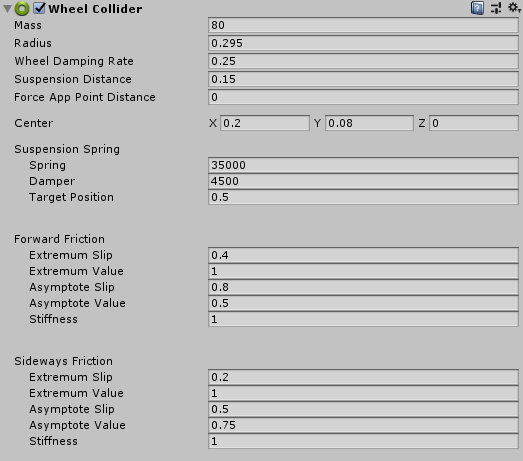 Wheel Collider
Mass 80
Radius 0.295
Wheel Damping Rate 0.25
Suspension Distance 0.15
Force App Point Distance 0
Center X 0.2 Y 0.08 Z 0
Suspension Spring
Spring 35000
Damper 4500
Target Position 0.5
Forward Friction
Extremum Slip 0.4
Extremum Value 1
Asymptote Slip 0.8
Asymptote Value 0.5
Stiffness 1
Sideways Friction
Extremum Slip 0.2
Extremum Value 1
Asymptote Slip 0.5
Asymptote Value 0.75
Stiffness 1